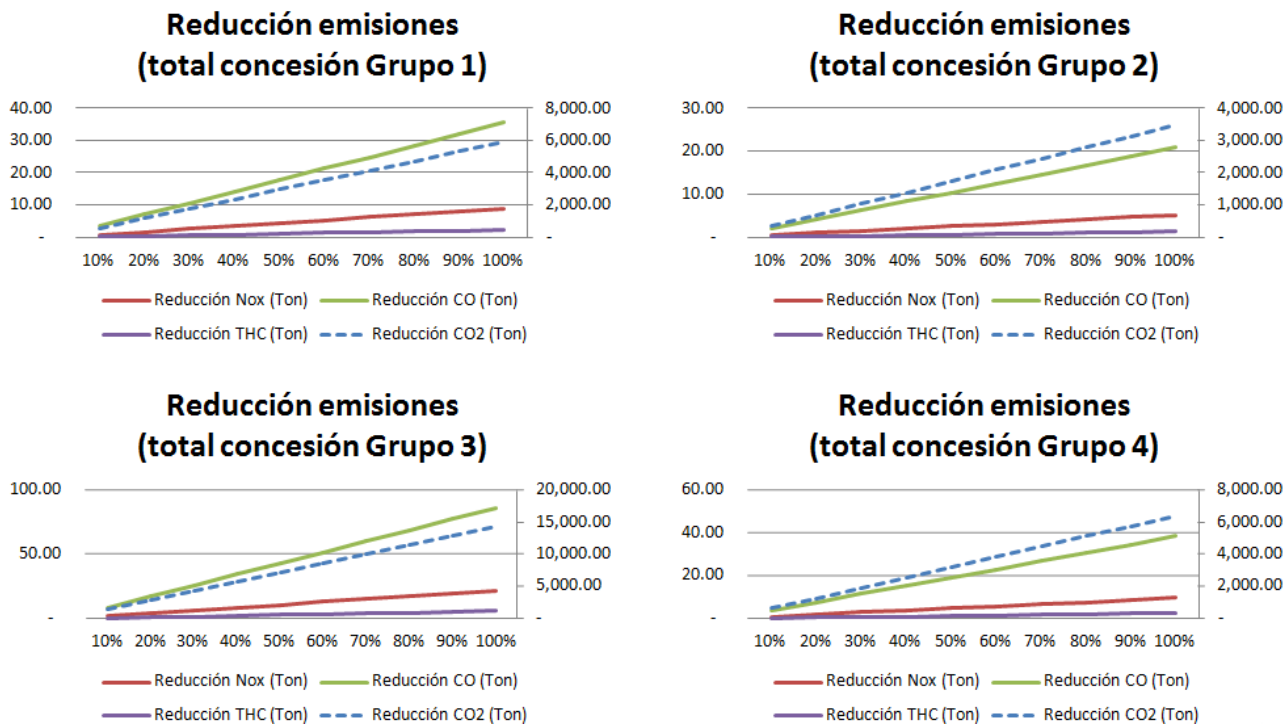 Reducción emisiones
(total concesión Grupo 1)
40.00
30.00
20.00
10.00
-
8,000.00
6,000.00
4,000.00
2,000.00
-
10% 20% 30% 40% 50% 60% 70% 80% 90% 100%
Reducción Nox (Ton) Reducción CO (Ton)
Reducción THC (Ton) Reducción CO2 (Ton)
Reducción emisiones
(total concesión Grupo 2)
30.00
20.00
10.00
-
4,000.00
3,000.00
2,000.00
1,000.00
-
10% 20% 30% 40% 50% 60% 70% 80% 90% 100%
Reducción Nox (Ton) Reducción CO (Ton)
Reducción THC (Ton) Reducción CO2 (Ton)
Reducción emisiones
(total concesión Grupo 3)
100.00
50.00
-
20,000.00
15,000.00
10,000.00
5,000.00
-
10% 20% 30% 40% 50% 60% 70% 80% 90% 100%
Reducción Nox (Ton) Reducción CO (Ton)
Reducción THC (Ton) Reducción CO2 (Ton)
Reducción emisiones
(total concesión Grupo 4)
60.00
40.00
20.00
-
8,000.00
6,000.00
4,000.00
2,000.00
-
10% 20% 30% 40% 50% 60% 70% 80% 90% 100%
Reducción Nox (Ton) Reducción CO (Ton)
Reducción THC (Ton) Reducción CO2 (Ton)